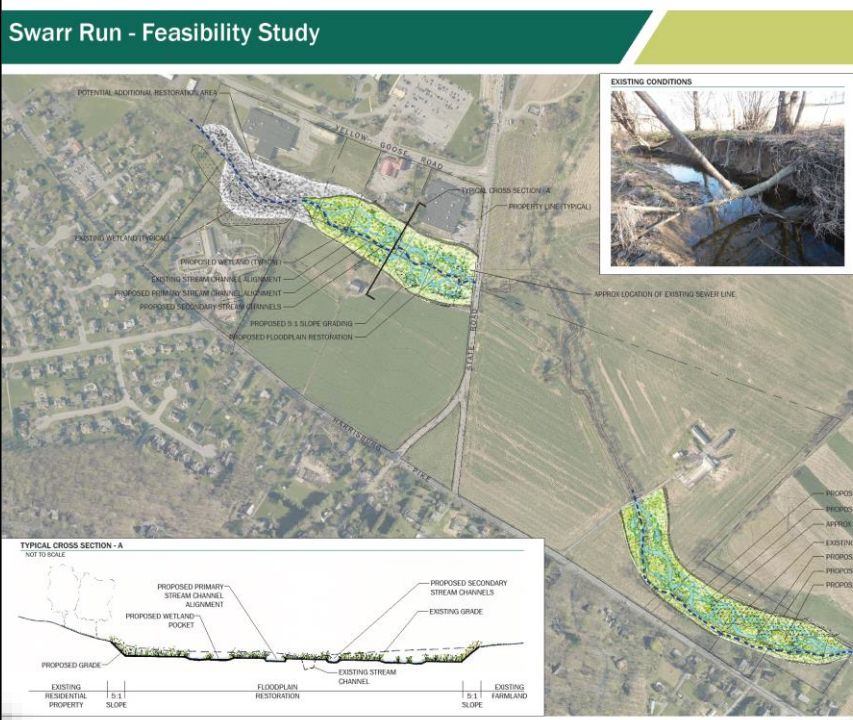 Swarr Run - Feasibility Study
EXISTING CONDITIONS
POTENTIAL ADDITIONAL RESTORATION AREA
YELLOW GOOSE ROAD
TYPICAL CROSS SECTION - A
PROPERTY LINE (TYPICAL)
EXISTING WETLAND (TYPICAL)
PROPOSED WETLAND (TYPICAL)
EXISTING STREAM CHANNEL ALIGNMENT
PROPOSED PRIMARY STREAM CHANNEL ALIGNMENT
PROPOSED SECONDARY STREAM CHANNELS
APPROX LOCATION OF EXISTING SEWER LINE
PROPOSED 5:1 SLOPE GRADING
PROPOSED FLOODPLAIN RESTORATION
STATE ROAD
HARRISBURG PIKE
PROPOS
PROPOS
APPROX
EXISTING
PROPOS
PROPOS
PROPOS
TYPICAL CROSS SECTION - A
NOT TO SCALE
PROPOSED PRIMARY
STREAM CHANNEL
ALIGNMENT
PROPOSED WETLAND
POCKET
PROPOSED SECONDARY
STREAM CHANNELS
EXISTING GRADE
PROPOSED GRADE
EXISTING STREAM
CHANNEL
EXISTING
RESIDENTIAL
PROPERTY
5:1
SLOPE
FLOODPLAIN
RESTORATION
5:1
SLOPE
EXISTING
FARMLAND